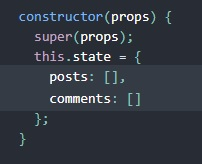 constructor(props) {
super(props);
this.state = {
posts: [],
comments: []
};
}